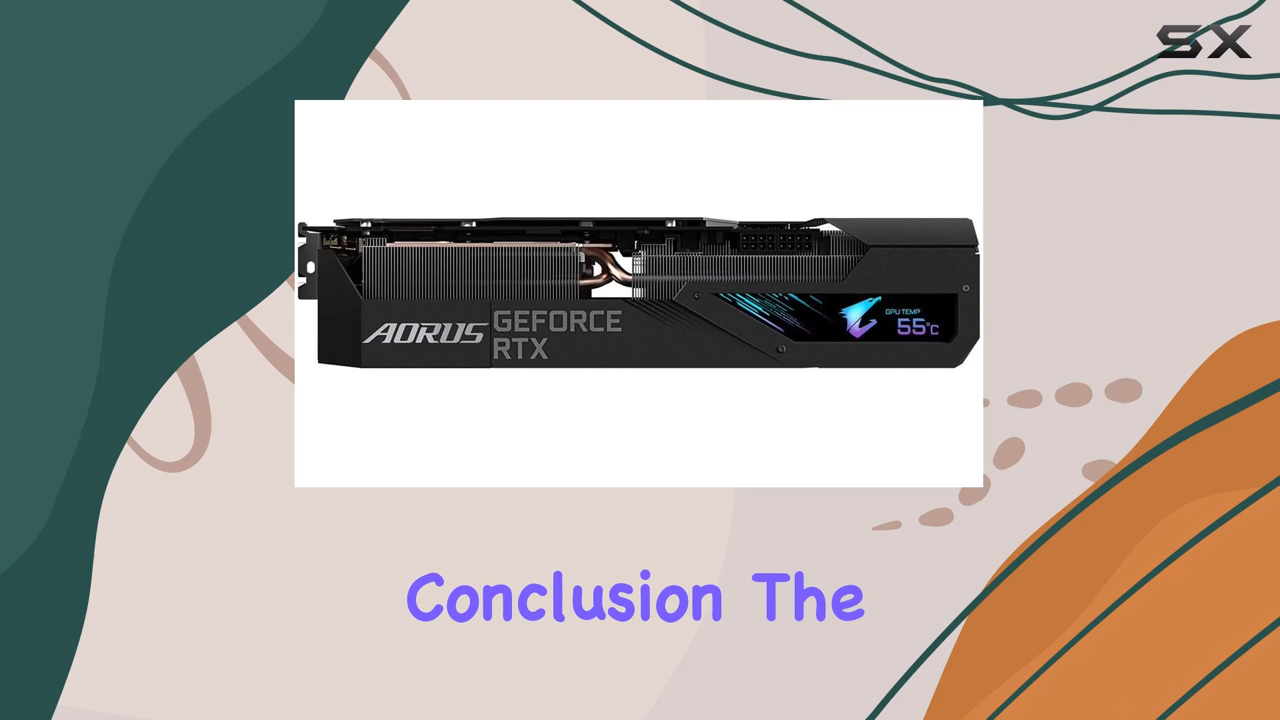 SX
AORUS
GEFORCE
RTX
GPU TEMP
55°C
Conclusion The